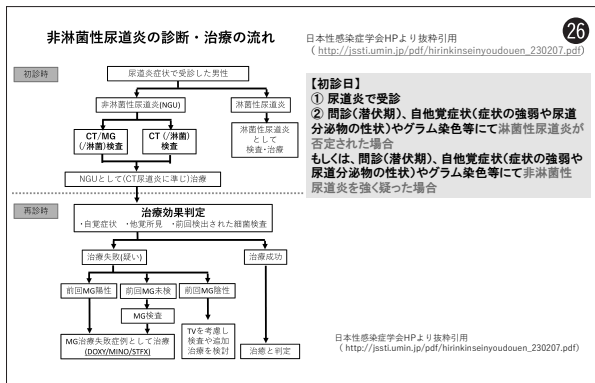 非淋菌性尿道炎の診断・治療の流れ
日本性感染症学会HPより抜粋引用
( http://jssti.umin.jp/pdf/hirinkinseinyoudouen_230207.pdf)
26
初診時
尿道炎症状で受診した男性
非淋菌性尿道炎(NGU)
淋菌性尿道炎
CT/MG
(/淋菌)検査
CT (/淋菌)
検査
淋菌性尿道炎
として
検査・治療
NGUとして(CT尿道炎に準じ)治療
再診時
治療効果判定
・自覚症状 ・他覚所見 ・前回検出された細菌検査
治療失敗(疑い)
治療成功
前回MG陽性
前回MG未検
前回MG陰性
MG検査
MG治療失敗症例として治療
(DOXY/MINO/STFX)
TVを考慮し
検査や追加
治療を検討
治癒と判定
【初診日】
① 尿道炎で受診
② 問診(潜伏期)、自他覚症状(症状の強弱や尿道
分泌物の性状)やグラム染色等にて淋菌性尿道炎が
否定された場合
もしくは、問診(潜伏期)、自他覚症状(症状の強弱や
尿道分泌物の性状)やグラム染色等にて非淋菌性
尿道炎を強く疑った場合
日本性感染症学会HPより抜粋引用
( http://jssti.umin.jp/pdf/hirinkinseinyoudouen_230207.pdf)